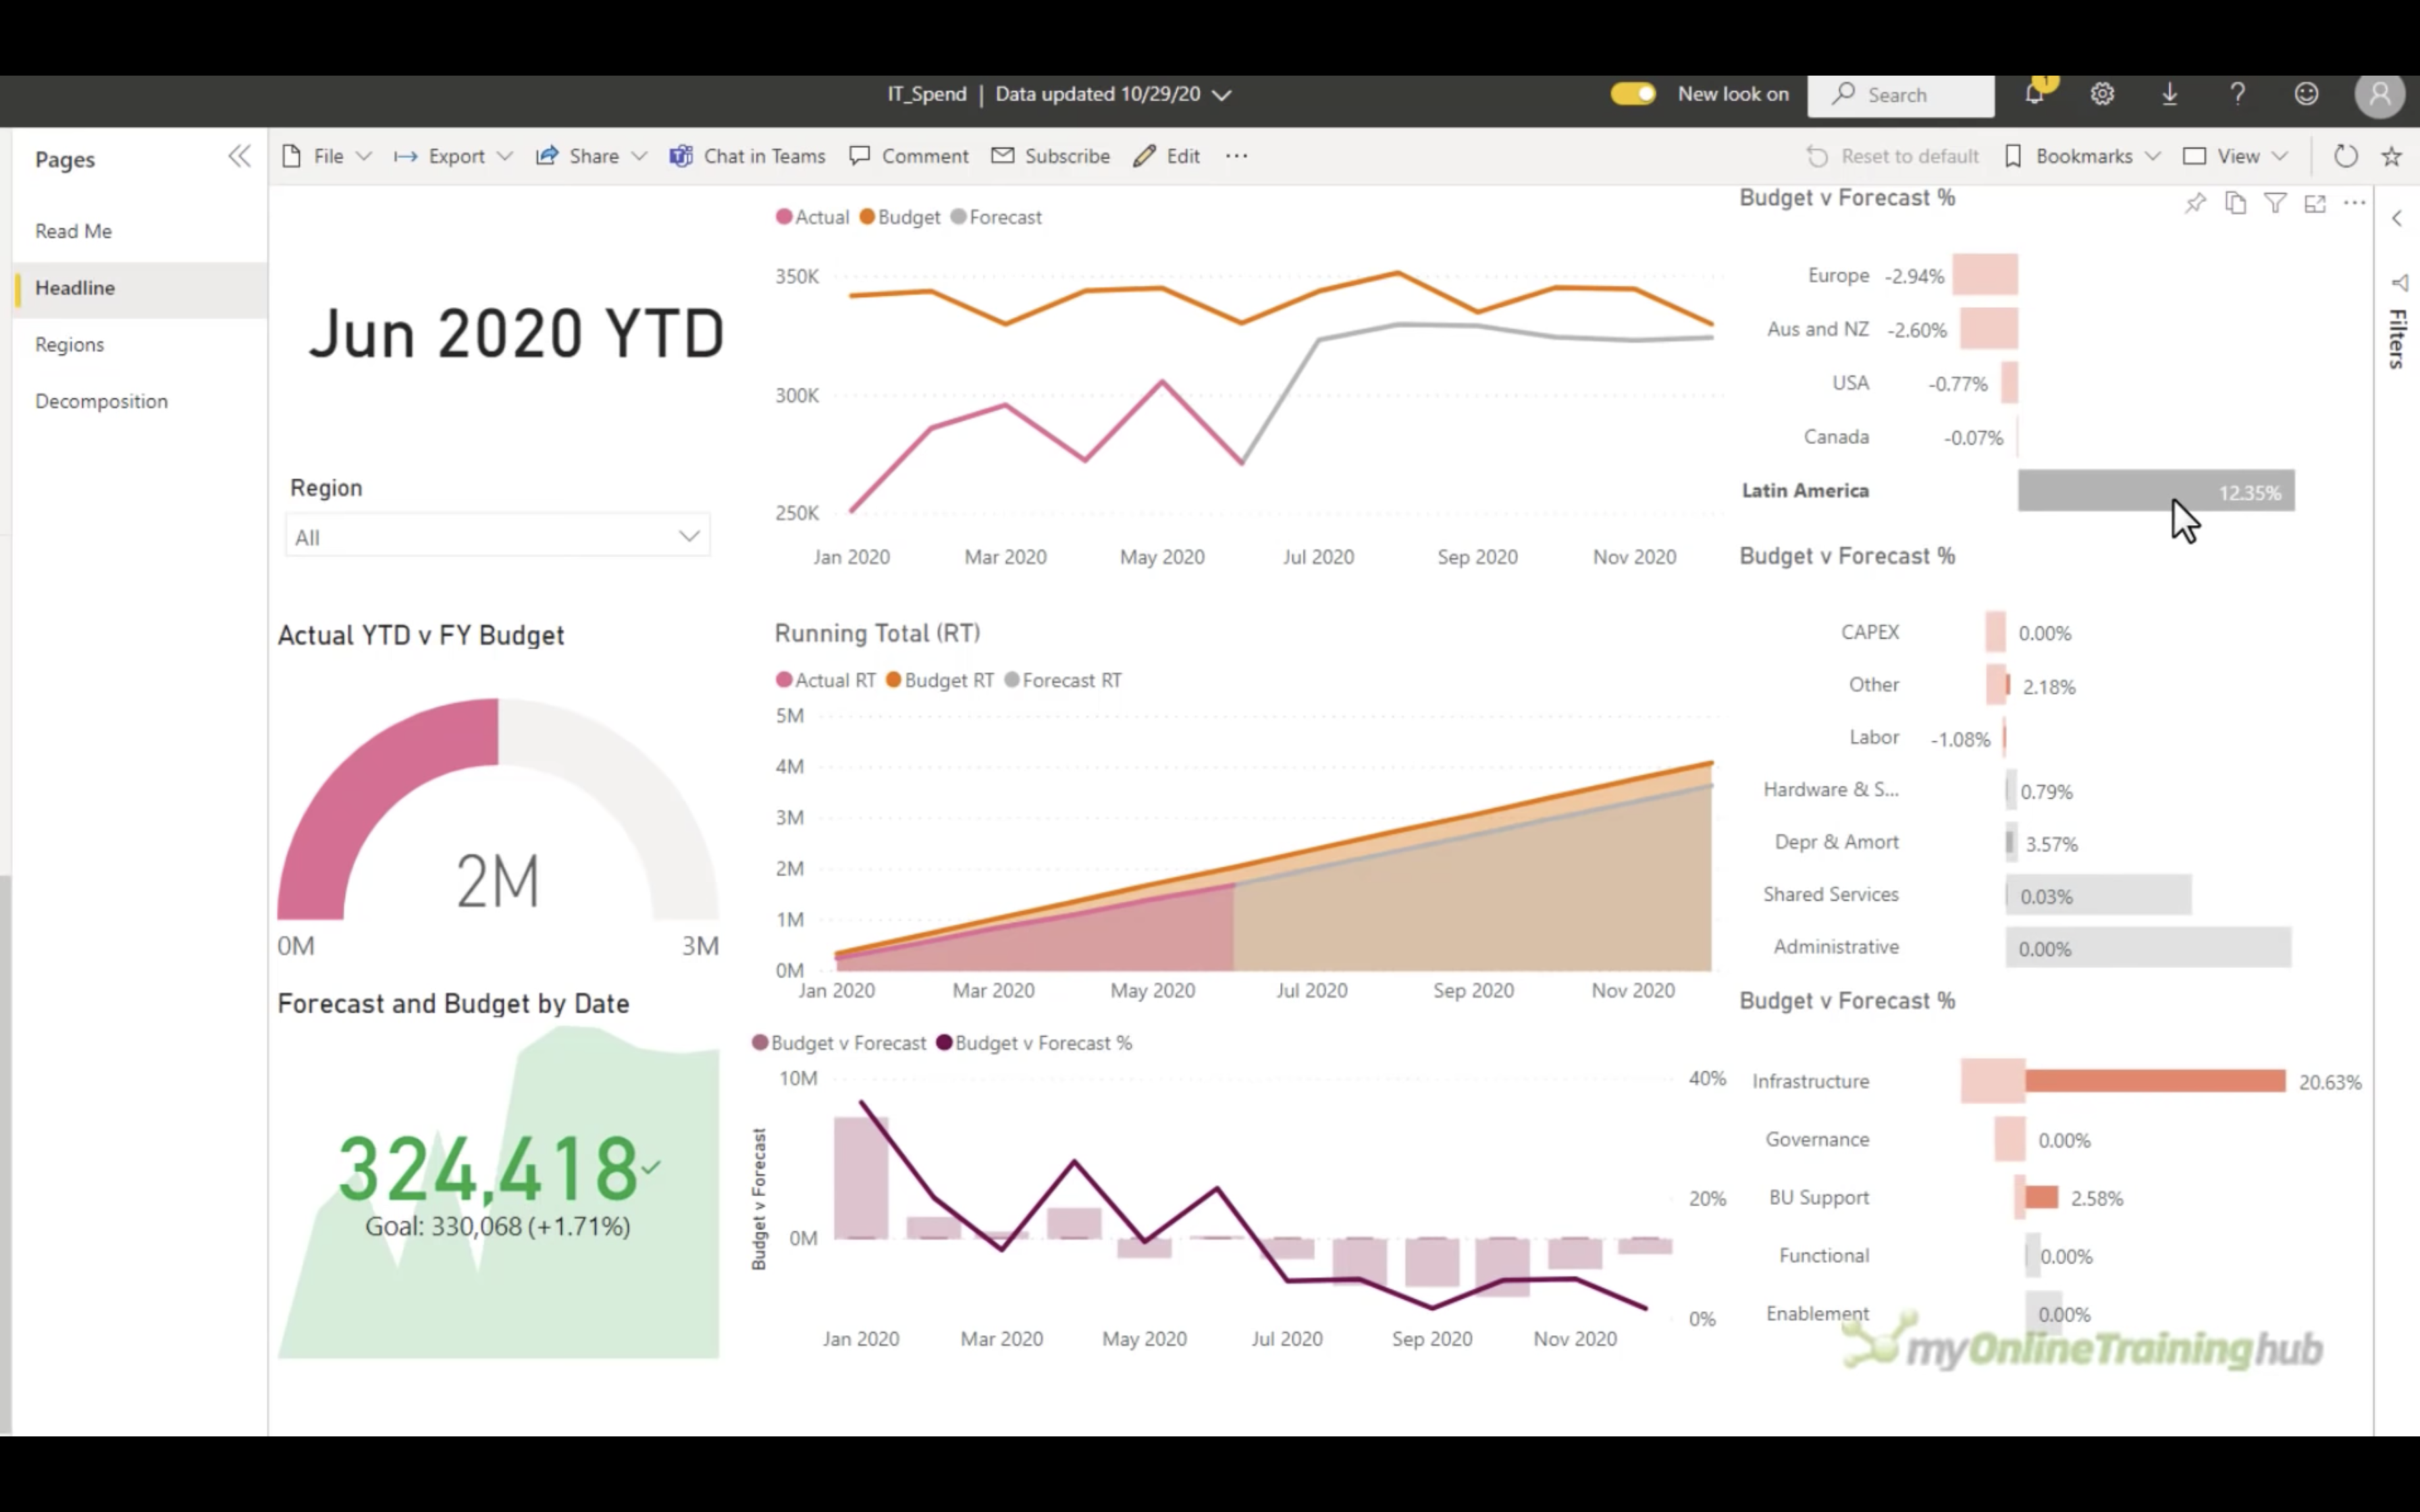 IT_Spend | Data updated 10/29/20
New look on
Search
1
Pages
File
Export
Share
Chat in Teams
Comment
Subscribe
Edit
Reset to default
Bookmarks
View
Read Me
Headline
Regions
Decomposition
Filters
Jun 2020 YTD
Region
All
Actual YTD v FY Budget
2M
0M
3M
Forecast and Budget by Date
324,418
Goal: 330,068 (+1.71%)
Actual Budget Forecast
350K
300K
250K
Jan 2020 Mar 2020 May 2020 Jul 2020 Sep 2020 Nov 2020
Running Total (RT)
Actual RT Budget RT Forecast RT
5M
4M
3M
2M
1M
0M
Jan 2020 Mar 2020 May 2020 Jul 2020 Sep 2020 Nov 2020
Budget v Forecast Budget v Forecast %
Budget v Forecast
10M
0M
40%
20%
0%
Jan 2020 Mar 2020 May 2020 Jul 2020 Sep 2020 Nov 2020
Budget v Forecast %
Europe -2.94%
Aus and NZ -2.60%
USA -0.77%
Canada -0.07%
Latin America 12.35%
Budget v Forecast %
CAPEX 0.00%
Other 2.18%
Labor -1.08%
Hardware & S... 0.79%
Depr & Amort 3.57%
Shared Services 0.03%
Administrative 0.00%
Budget v Forecast %
Infrastructure 20.63%
Governance 0.00%
BU Support 2.58%
Functional 0.00%
Enablement 0.00%
myOnlineTraininghub